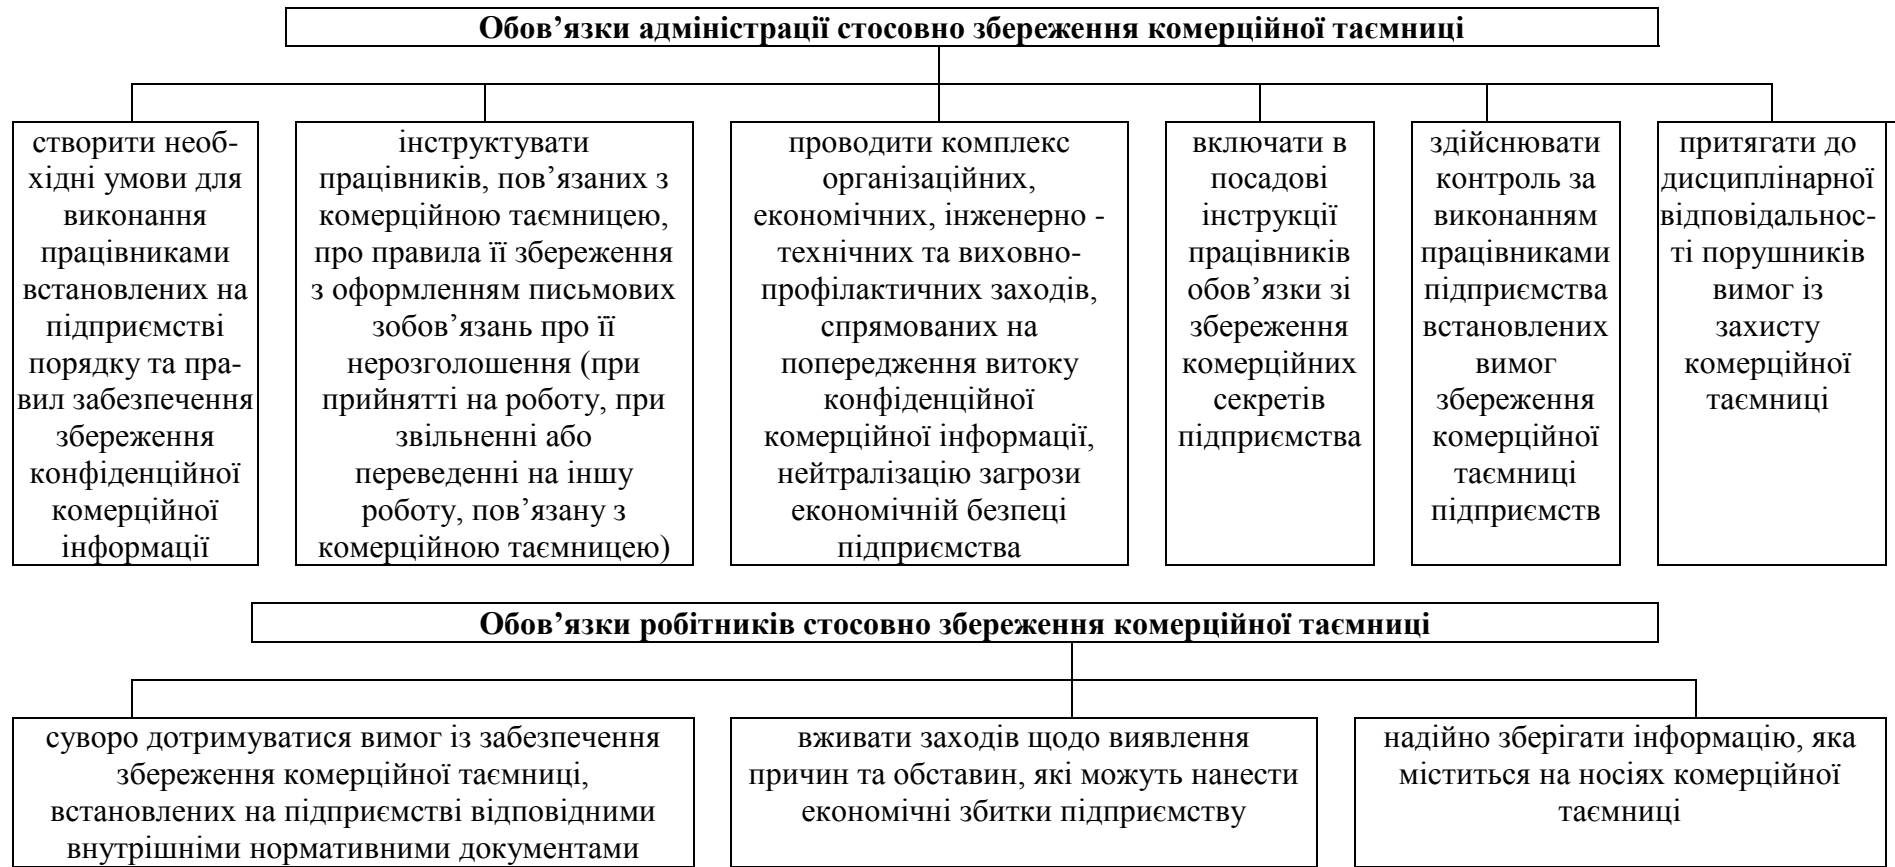 Обов’язки адміністрації стосовно збереження комерційної таємниці
створити необ-
хідні умови для
виконання
працівниками
встановлених на
підприємстві
порядку та пра-
вил забезпечення
збереження
конфіденційної
комерційної
інформації
інструктувати
працівників, пов’язаних з
комерційною таємницею,
про правила її збереження
з оформленням письмових
зобов’язань про її
нерозголошення (при
прийнятті на роботу, при
звільненні або
переведенні на іншу
роботу, пов’язану з
комерційною таємницею)
проводити комплекс
організаційних,
економічних, інженерно -
технічних та виховно-
профілактичних заходів,
спрямованих на
попередження витоку
конфіденційної
комерційної інформації,
нейтралізацію загрози
економічній безпеці
підприємства
включати в
посадові
інструкції
працівників
обов’язки зі
збереження
комерційних
секретів
підприємства
здійснювати
контроль за
виконанням
працівниками
підприємства
встановлених
вимог
збереження
комерційної
таємниці
підприємств
притягати до
дисциплінарної
відповідальнос-
ті порушників
вимог із
захисту
комерційної
таємниці
Обов’язки робітників стосовно збереження комерційної таємниці
суворо дотримуватися вимог із забезпечення
збереження комерційної таємниці,
встановлених на підприємстві відповідними
внутрішніми нормативними документами
вживати заходів щодо виявлення
причин та обставин, які можуть нанести
економічні збитки підприємству
надійно зберігати інформацію, яка
міститься на носіях комерційної
таємниці